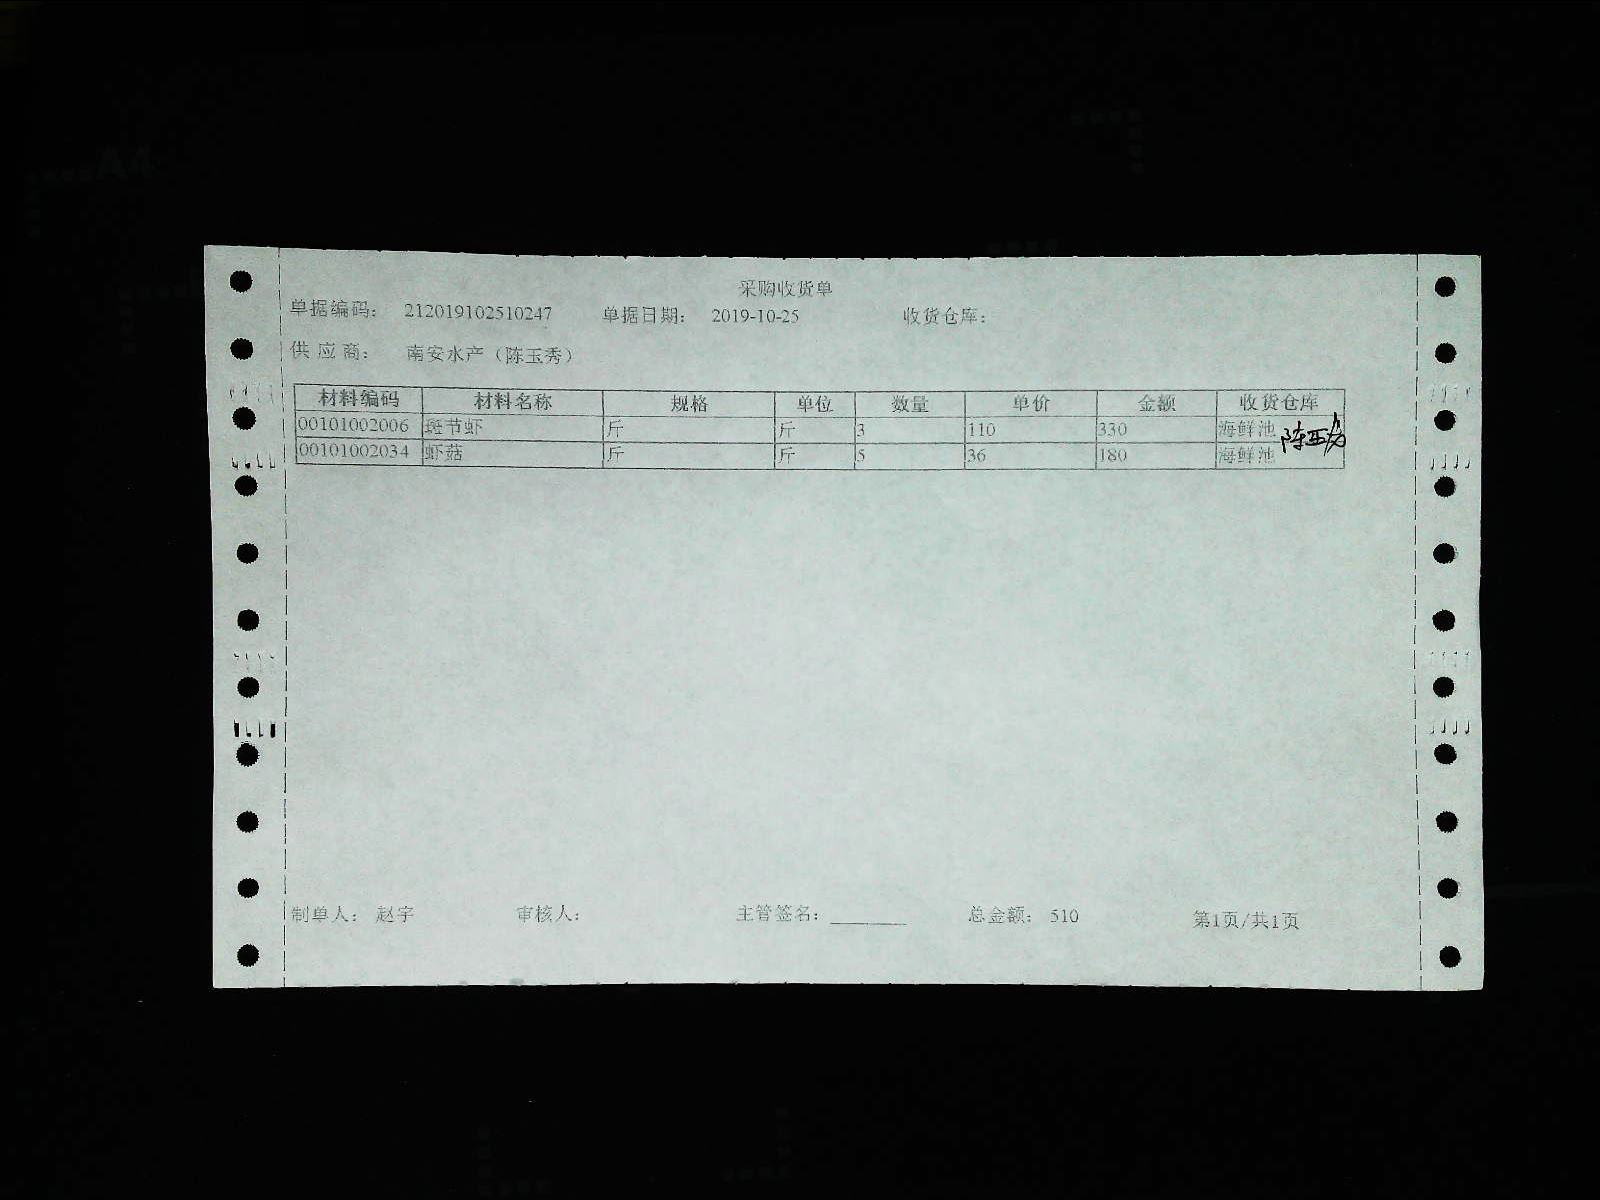 采购收货单
单据编码： 212019102510247 单据日期： 2019-10-25 收货仓库：
供 应 商： 南安水产（陈玉秀）
材料编码 材料名称 规格 单位 数量 单价 金额 收货仓库
00101002006 斑节虾 斤 斤 3 110 330 海鲜池
00101002034 虾菇 斤 斤 5 36 180 海鲜池
制单人： 赵宇 审核人： 主管签名：______ 总金额： 510 第1页/共1页